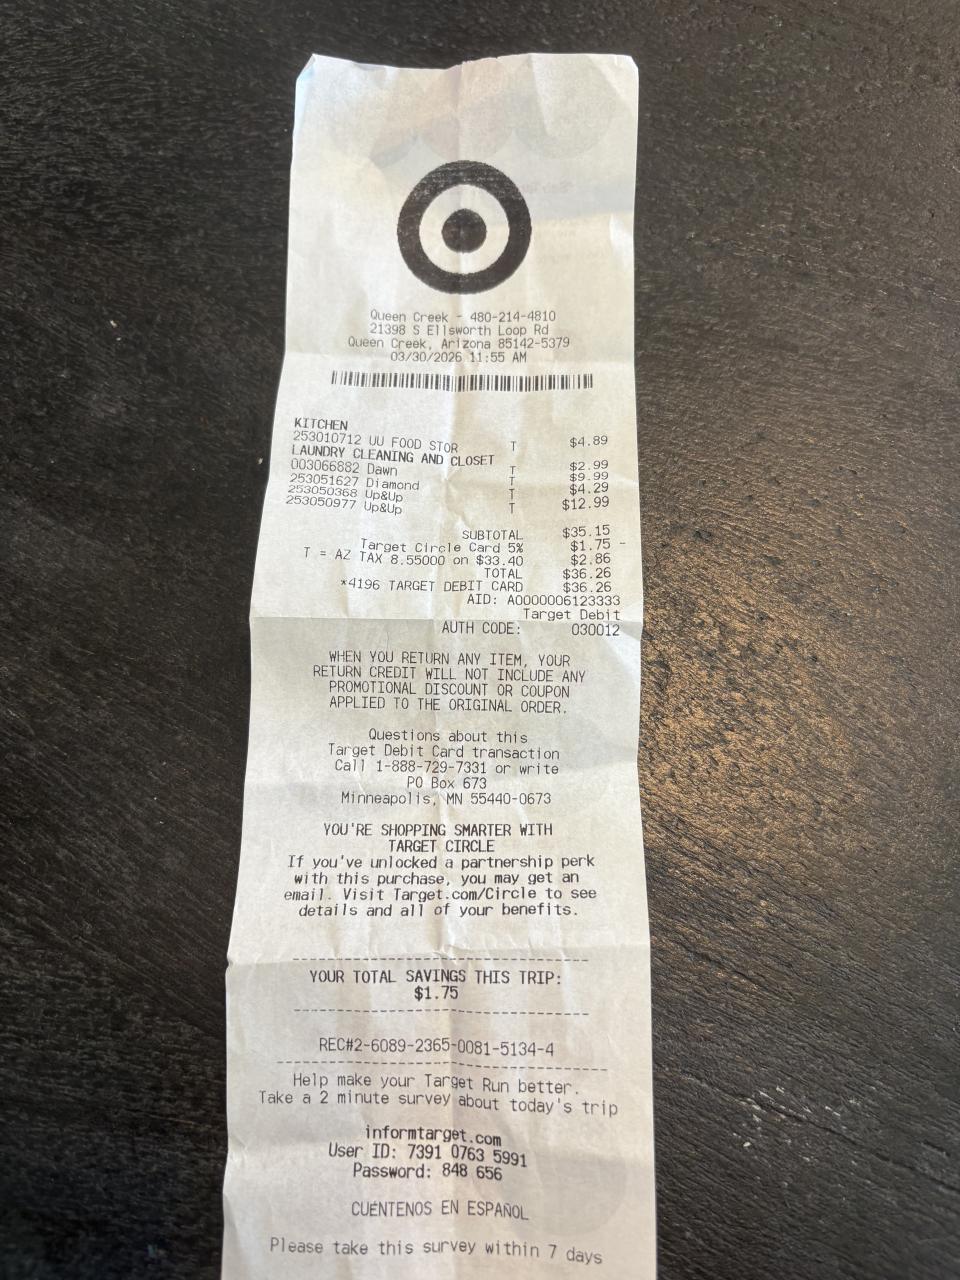 Queen Creek - 480-214-4810
21398 S Ellsworth Loop Rd
Queen Creek, Arizona 85142-5379
03/30/2026 11:55 AM
KITCHEN
253010712 UU FOOD STOR T $4.89
LAUNDRY CLEANING AND CLOSET
003066882 Dawn T $2.99
253051627 Diamond T $9.99
253050368 Up&Up T $4.29
253050977 Up&Up T $12.99
SUBTOTAL $35.15
Target Circle Card 5% $1.75 -
T = AZ TAX 8.55000 on $33.40 $2.86
TOTAL $36.26
*4196 TARGET DEBIT CARD $36.26
AID: A0000006123333
Target Debit
AUTH CODE: 030012
WHEN YOU RETURN ANY ITEM, YOUR
RETURN CREDIT WILL NOT INCLUDE ANY
PROMOTIONAL DISCOUNT OR COUPON
APPLIED TO THE ORIGINAL ORDER.
Questions about this
Target Debit Card transaction
Call 1-888-729-7331 or write
PO Box 673
Minneapolis, MN 55440-0673
YOU'RE SHOPPING SMARTER WITH
TARGET CIRCLE
If you've unlocked a partnership perk
with this purchase, you may get an
email. Visit Target.com/Circle to see
details and all of your benefits.
YOUR TOTAL SAVINGS THIS TRIP:
$1.75
REC#2-6089-2365-0081-5134-4
Help make your Target Run better.
Take a 2 minute survey about today's trip
informtarget.com
User ID: 7391 0763 5991
Password: 848 656
CUÉNTENOS EN ESPAÑOL
Please take this survey within 7 days